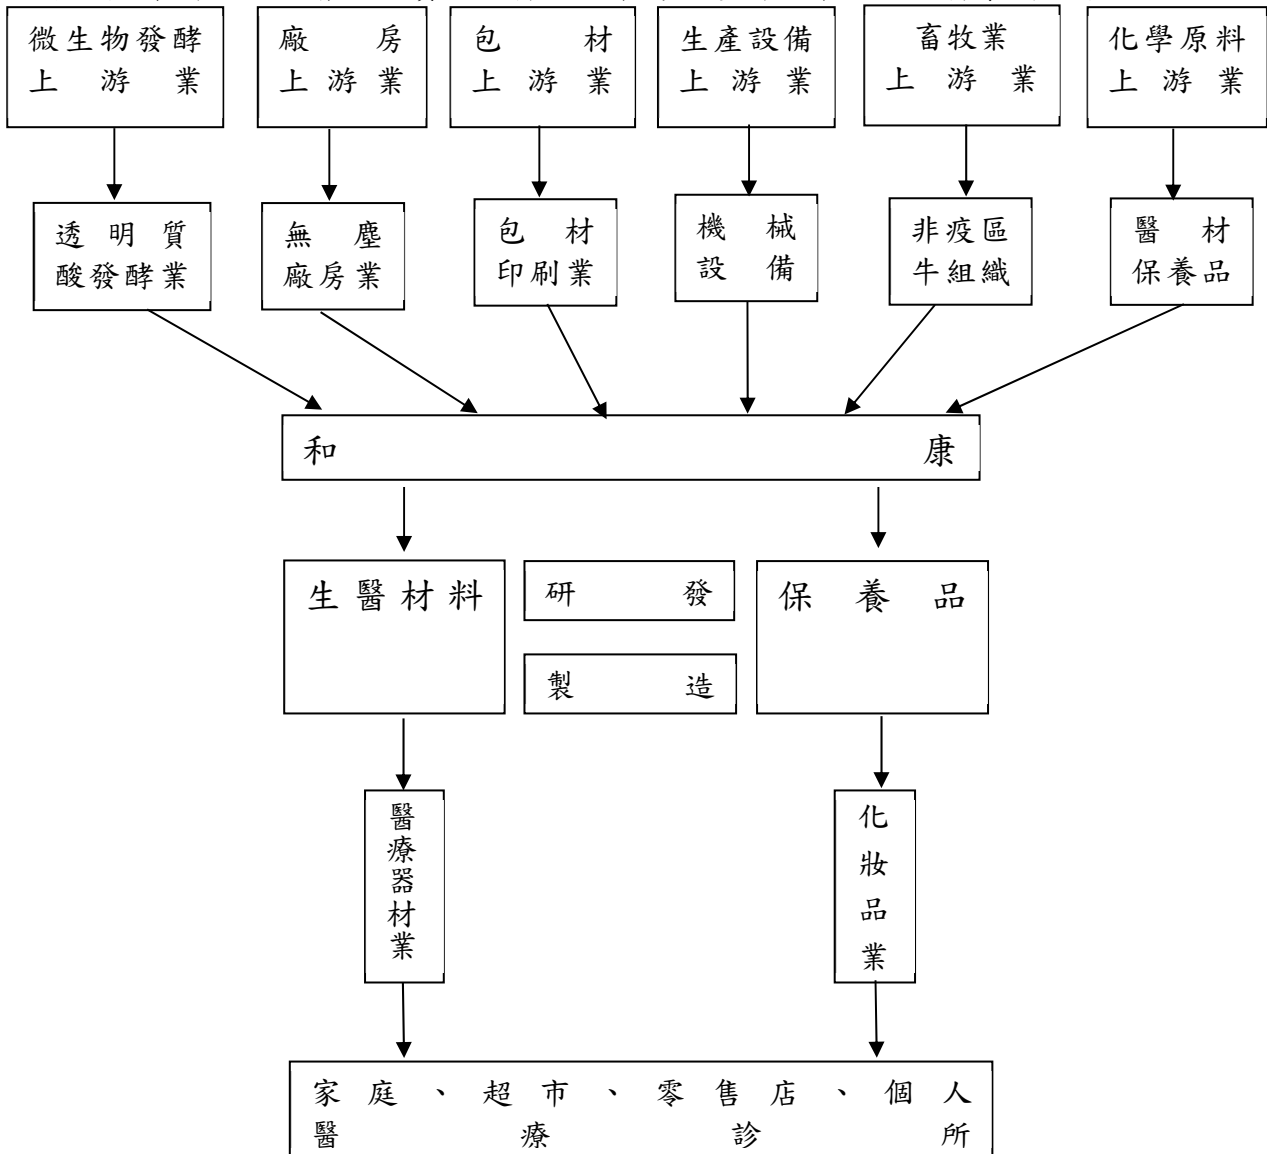 微生物發酵
上游業
廠房
上游業
包材
上游業
生產設備
上游業
畜牧業
上游業
化學原料
上游業
透明質
酸發酵業
無塵
廠房業
包材
印刷業
機械
設備
非疫區
牛組織
醫材
保養品
和康
生醫材料
研發
保養品
製造
醫療器材業
化妝品業
家庭、超市、零售店、個人
醫療診所